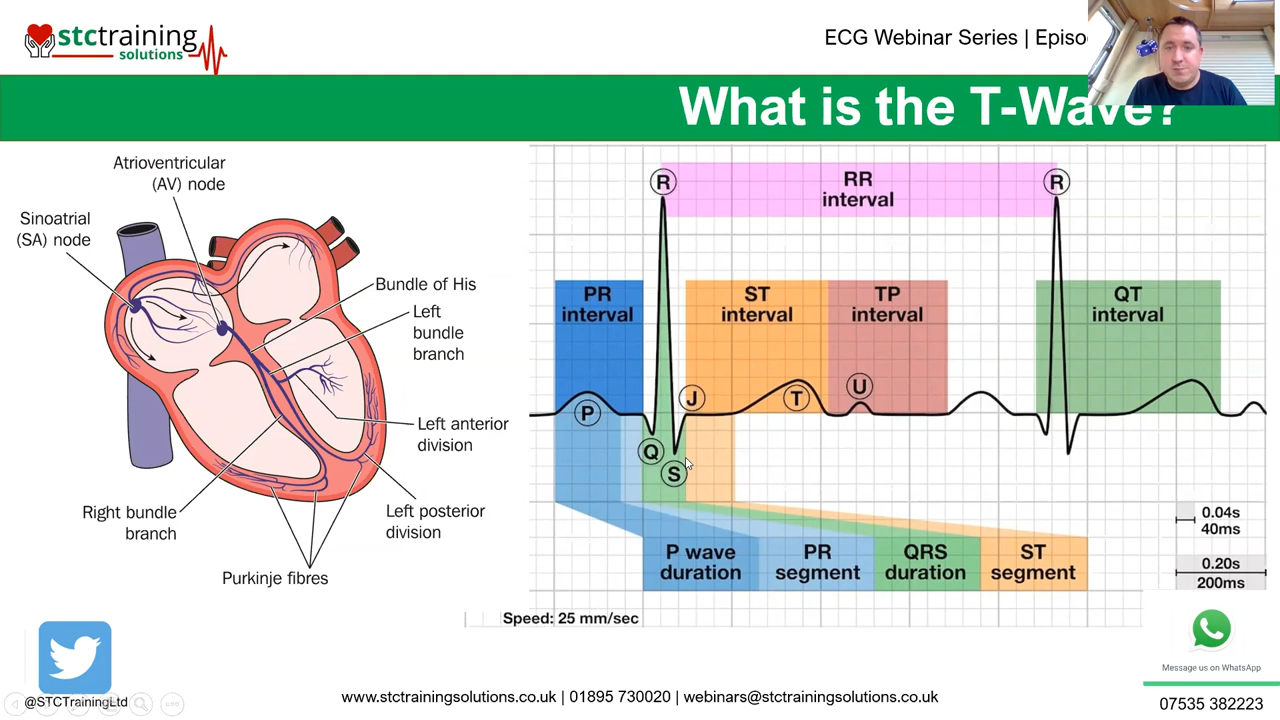 stctraining
solutions
ECG Webinar Series |
What is the T-Wave?
Atrioventricular
(AV) node
Sinoatrial
(SA) node
Bundle of His
Left
bundle
branch
Left anterior
division
Left posterior
division
Right bundle
branch
Purkinje fibres
R
RR
interval
R
PR
interval
ST
interval
TP
interval
QT
interval
P
Q
S
J
T
U
0.04s
40ms
0.20s
200ms
P wave
duration
PR
segment
QRS
duration
ST
segment
Speed: 25 mm/sec
@STCTrainingLtd
www.stctrainingsolutions.co.uk | 01895 730020 | webinars@stctrainingsolutions.co.uk
Message us on WhatsApp
07535 382223